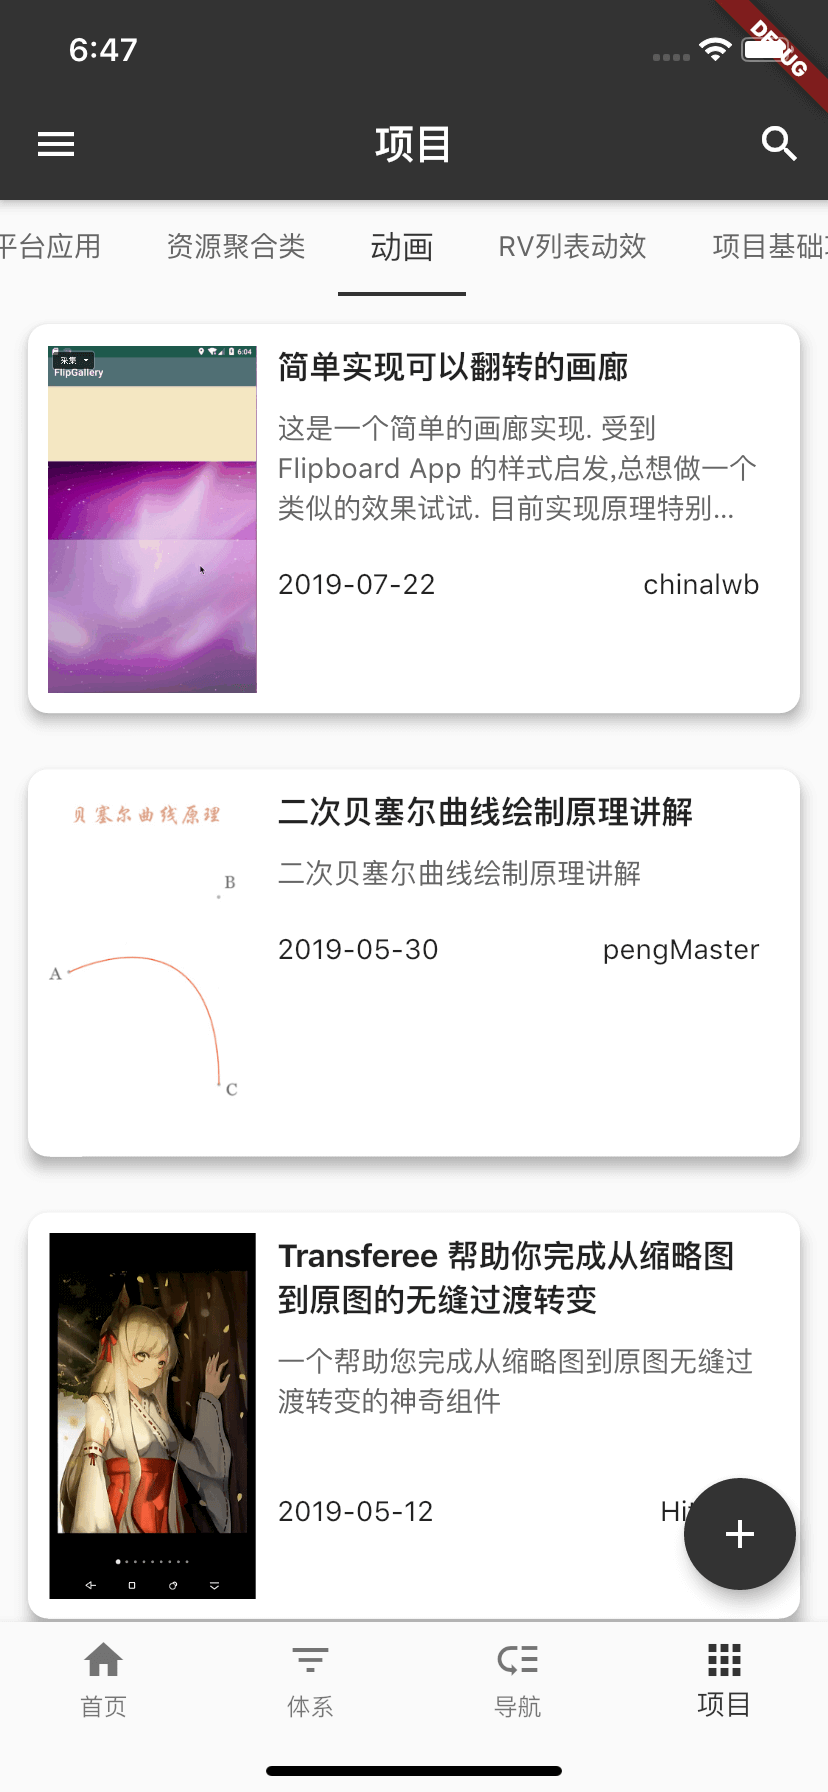 6:47
DEBUG
项目
平台应用 资源聚合类 动画 RV列表动效 项目基础
采集
6:04
FlipGallery
简单实现可以翻转的画廊
这是一个简单的画廊实现. 受到
Flipboard App 的样式启发,总想做一个
类似的效果试试. 目前实现原理特别...
2019-07-22 chinalwb
贝塞尔曲线原理
B
A
C
二次贝塞尔曲线绘制原理讲解
二次贝塞尔曲线绘制原理讲解
2019-05-30 pengMaster
Transferee 帮助你完成从缩略图
到原图的无缝过渡转变
一个帮助您完成从缩略图到原图无缝过
渡转变的神奇组件
2019-05-12 Hi
首页 体系 导航 项目